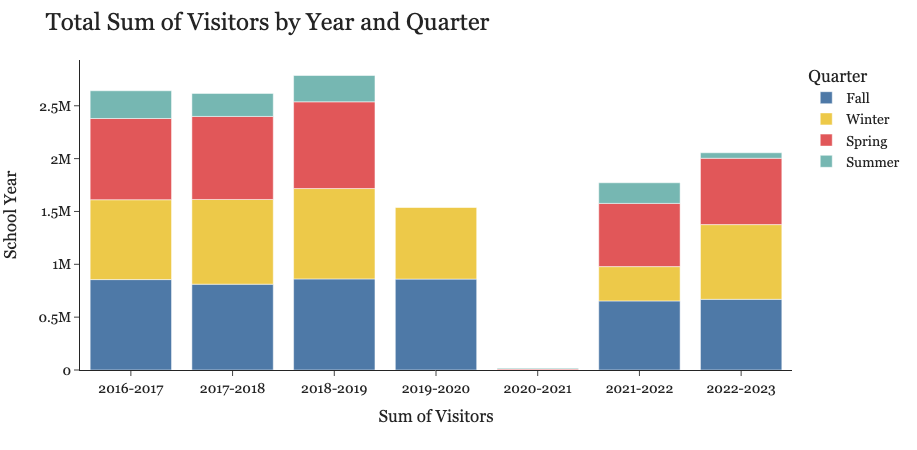 Total Sum of Visitors by Year and Quarter
Quarter
Fall
Winter
Spring
Summer
School Year
2.5M
2M
1.5M
1M
0.5M
0
2016-2017 2017-2018 2018-2019 2019-2020 2020-2021 2021-2022 2022-2023
Sum of Visitors